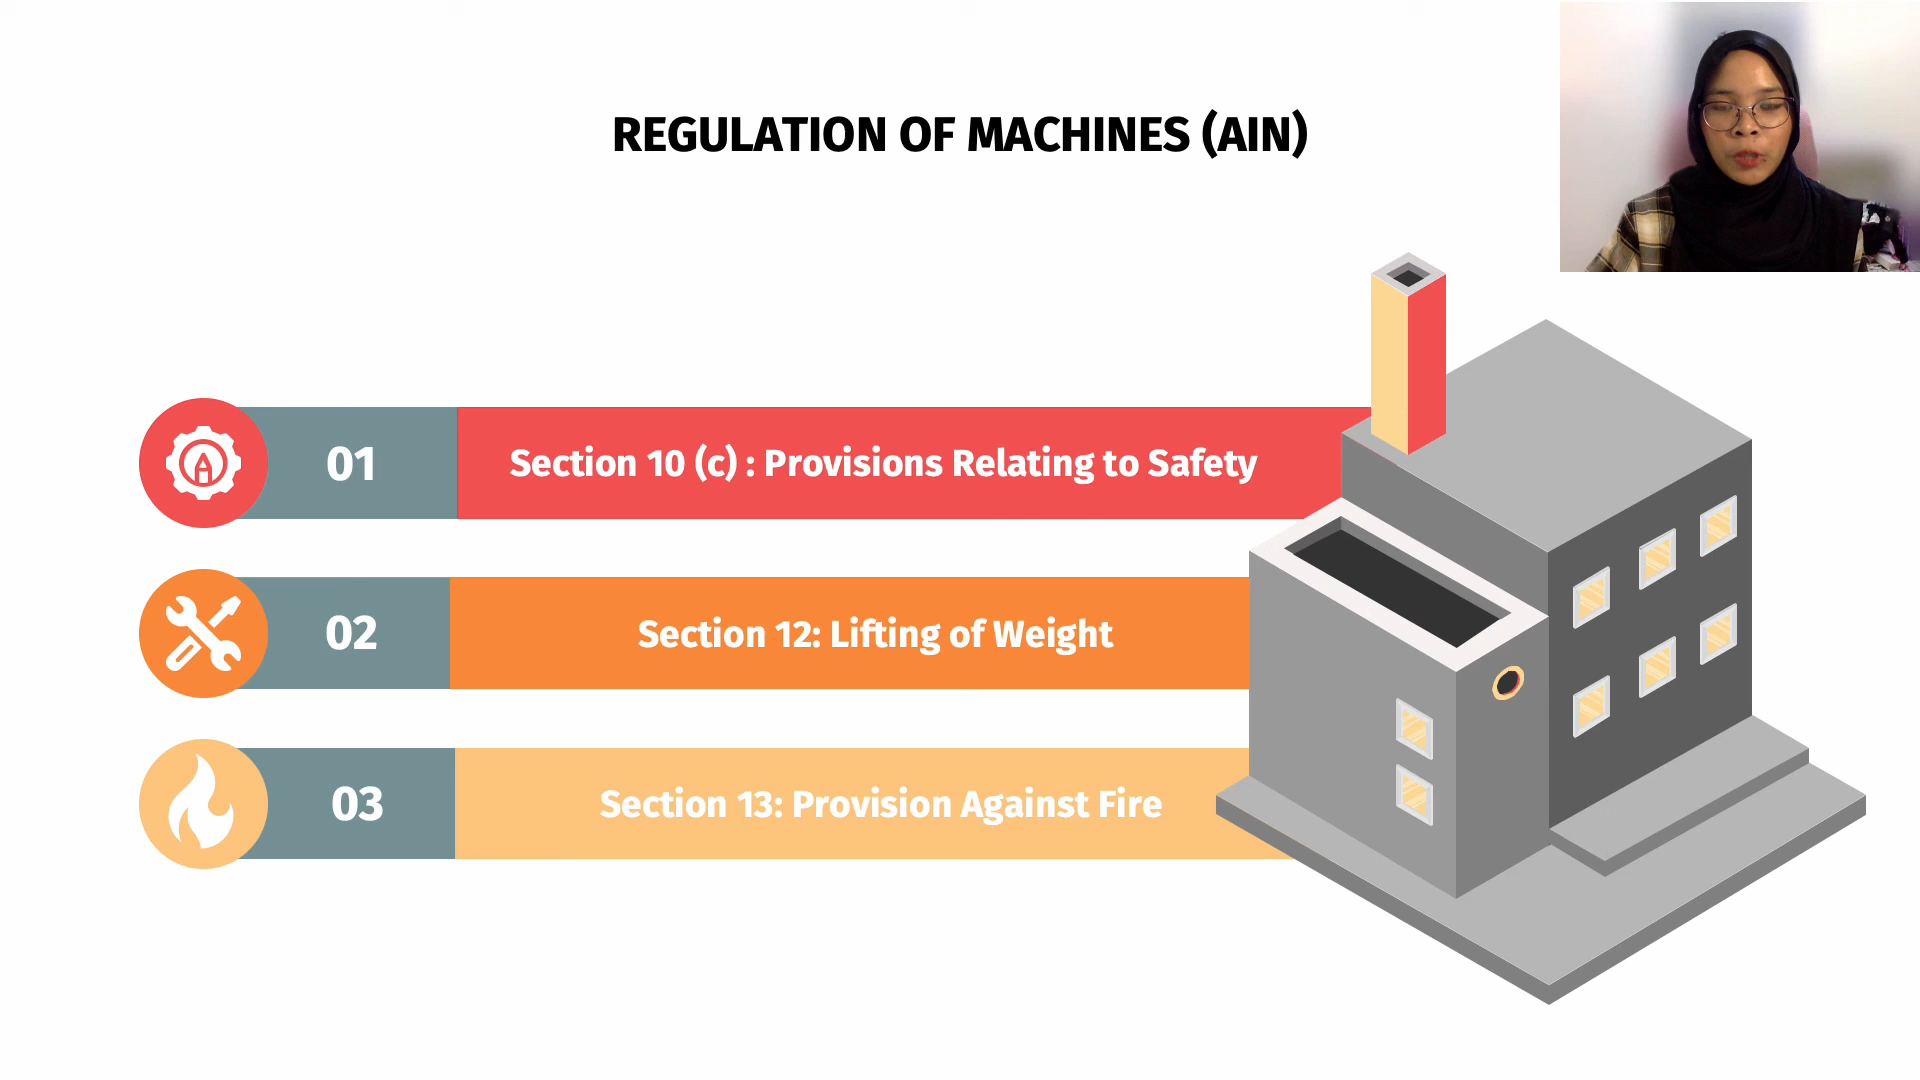 REGULATION OF MACHINES (AIN)
01
Section 10 (c) : Provisions Relating to Safety
02
Section 12: Lifting of Weight
03
Section 13: Provision Against Fire